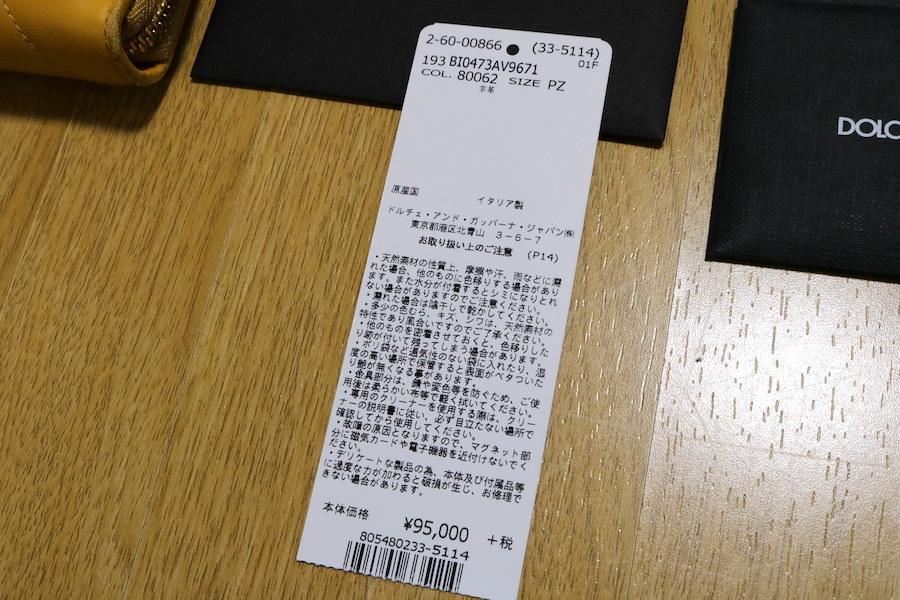 2-60-00866 (33-5114)
01F
193 BI0473AV9671
COL. 80062 SIZE PZ
羊革
原産国
イタリア製
ドルチェ・アンド・ガッバーナ・ジャパン㈱
東京都港区北青山 3-6-7
お取り扱い上のご注意 (P14)
・天然素材の性質上、摩擦や汗、雨などに濡
れた場合、他のものに色移りする場合があり
ます。また水分が付着するとシミになりとれ
ない場合がありますのでご注意ください。
・濡れた場合は陰干しで乾かしてください。
・多少の色むら、キズ、シワは、天然素材の
特性であり風合いですのでご了承ください。
・他のものを密着させておくと、色移りした
り跡が付いて残ってしまう場合があります。
・ポリ袋など通気性のない袋に入れたり、湿
度の高い場所で保管すると表面がベタついた
り艶が無くなる事があります。
・金具部分は、錆や変色等を防ぐため、ご使
用後は柔らかい布等で軽く拭いてください。
・専用のクリーナーを使用する際は、クリー
ナーの説明書に従い、必ず目立たない場所で
確認してから使用してください。
・故障の原因となりますので、マグネット部
分に磁気カードや電子機器を近付けないでく
ださい。
・デリケートな製品の為、本体及び付属品等
に過度な力が加わると破損が生じ、お修理で
きない場合があります。
本体価格
¥95,000 +税
805480233-5114
DOLC